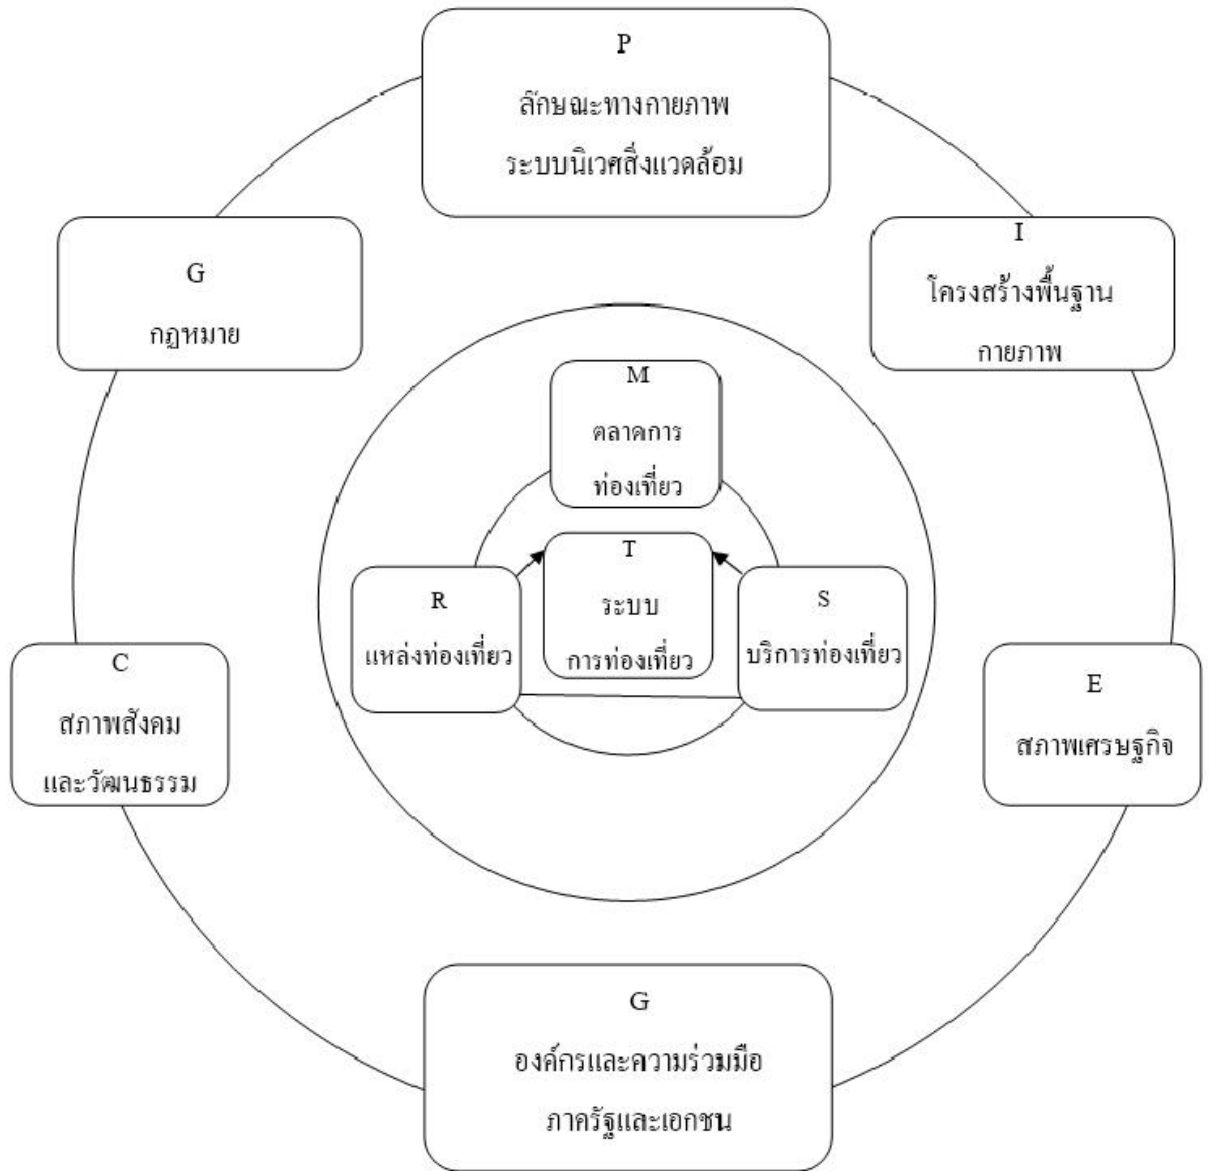 P
ลักษณะทางกายภาพ
ระบบนิเวศสิ่งแวดล้อม
G
กฎหมาย
I
โครงสร้างพื้นฐาน
กายภาพ
M
ตลาดการ
ท่องเที่ยว
T
ระบบ
การท่องเที่ยว
R
แหล่งท่องเที่ยว
S
บริการท่องเที่ยว
C
สภาพสังคม
และวัฒนธรรม
E
สภาพเศรษฐกิจ
G
องค์กรและความร่วมมือ
ภาครัฐและเอกชน